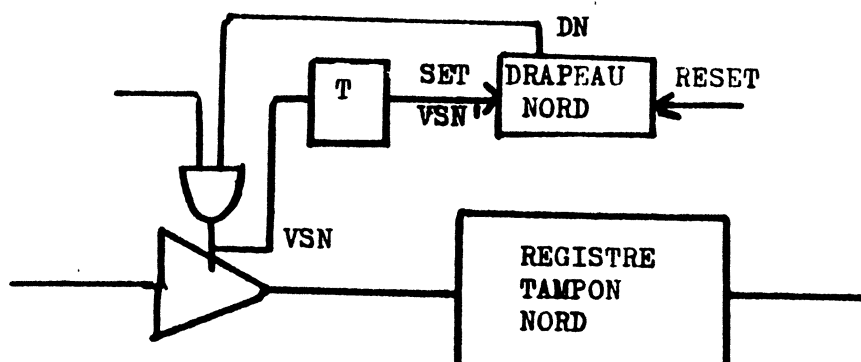 DN
T
SET
VSN'
DRAPEAU
NORD
RESET
VSN
REGISTRE
TAMPON
NORD